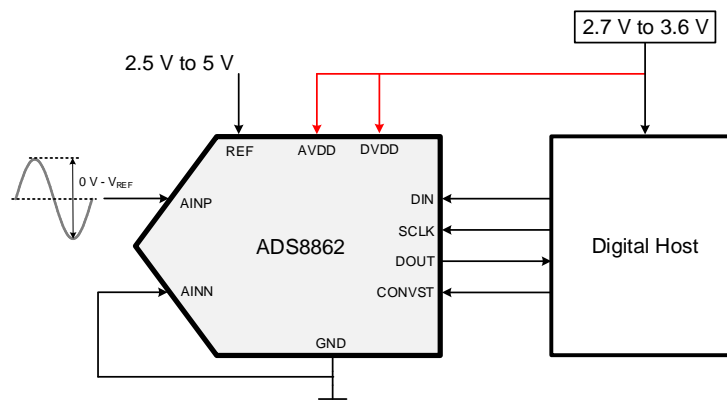 2.7 V to 3.6 V
2.5 V to 5 V
REF
AVDD
DVDD
0 V - VREF
AINP
DIN
SCLK
ADS8862
Digital Host
DOUT
AINN
CONVST
GND